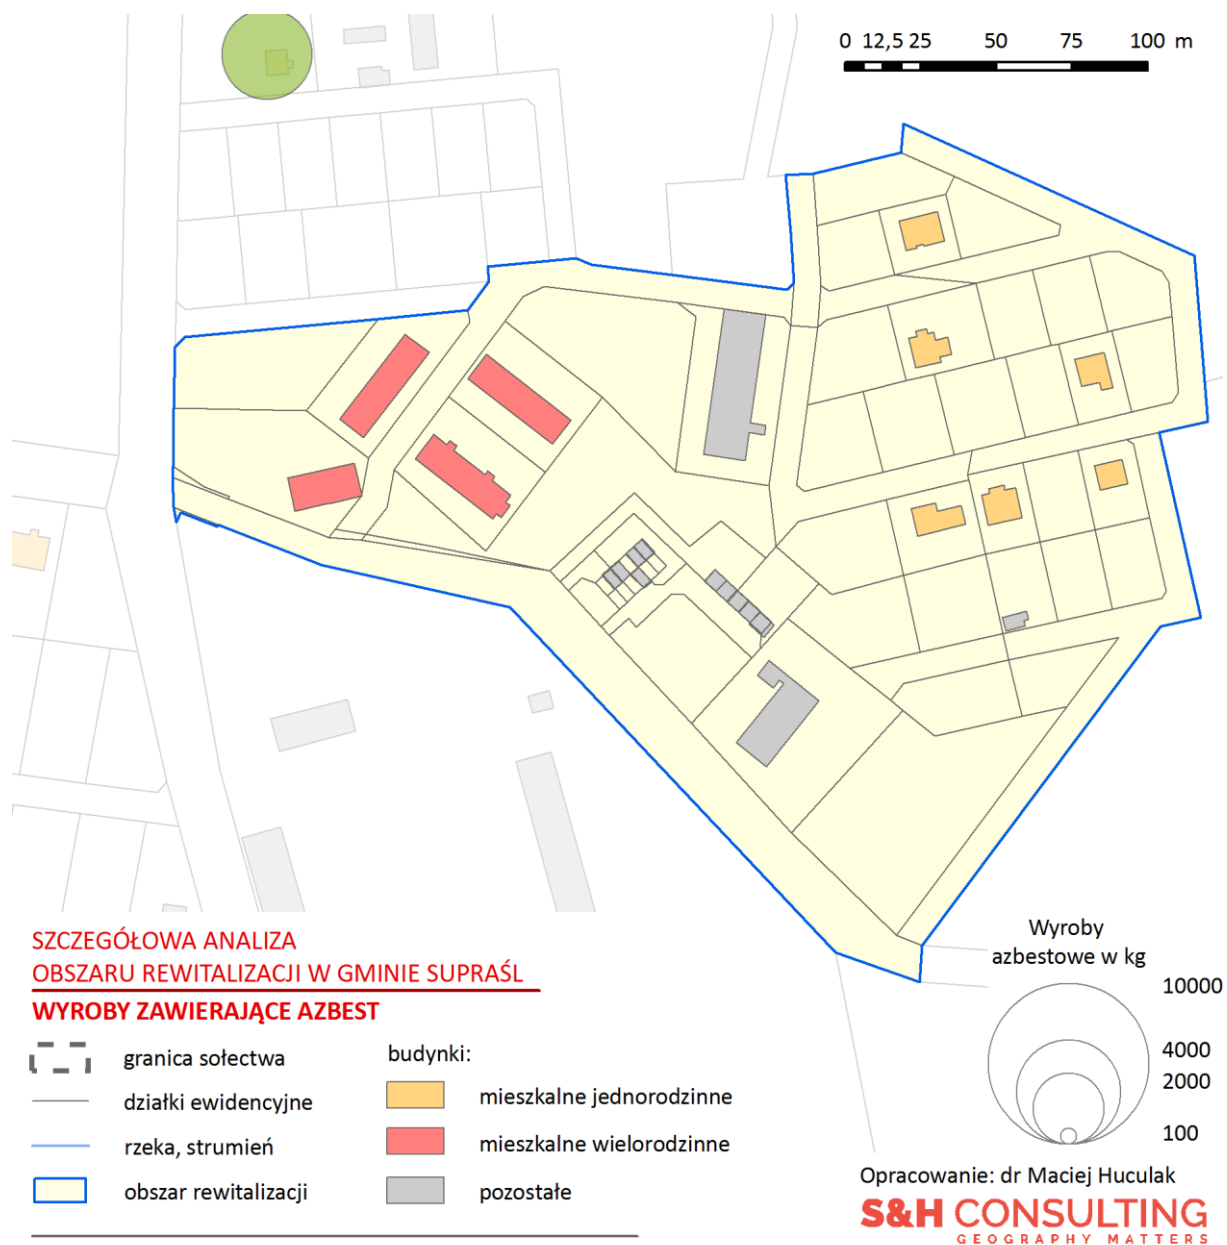 0 12,5 25 50 75 100 m
SZCZEGÓŁOWA ANALIZA
OBSZARU REWITALIZACJI W GMINIE SUPRAŚL
WYROBY ZAWIERAJĄCE AZBEST
granica sołectwa
działki ewidencyjne
rzeka, strumień
obszar rewitalizacji
budynki:
mieszkalne jednorodzinne
mieszkalne wielorodzinne
pozostałe
Wyroby
azbestowe w kg
10000
4000
2000
100
Opracowanie: dr Maciej Huculak
S&H CONSULTING
GEOGRAPHY MATTERS